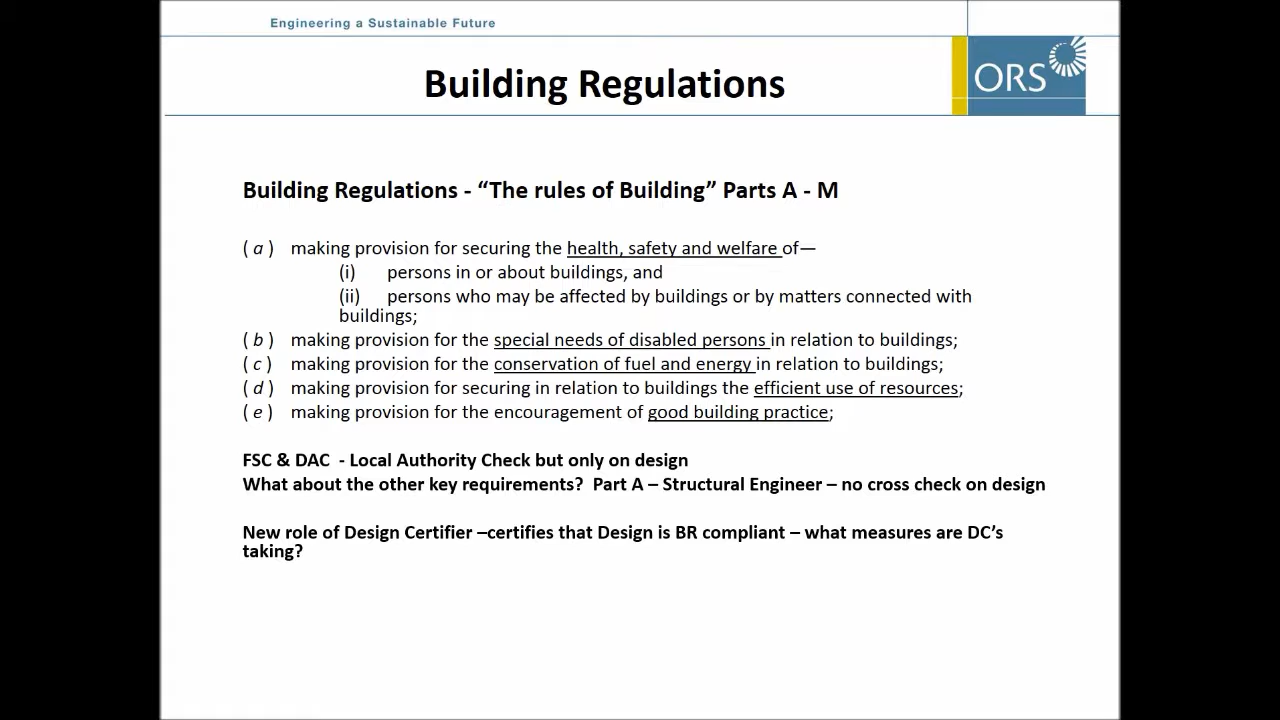 Engineering a Sustainable Future
ORS
Building Regulations
Building Regulations - “The rules of Building” Parts A - M
( a ) making provision for securing the health, safety and welfare of—
(i) persons in or about buildings, and
(ii) persons who may be affected by buildings or by matters connected with
buildings;
( b ) making provision for the special needs of disabled persons in relation to buildings;
( c ) making provision for the conservation of fuel and energy in relation to buildings;
( d ) making provision for securing in relation to buildings the efficient use of resources;
( e ) making provision for the encouragement of good building practice;
FSC & DAC - Local Authority Check but only on design
What about the other key requirements? Part A – Structural Engineer – no cross check on design
New role of Design Certifier –certifies that Design is BR compliant – what measures are DC’s
taking?